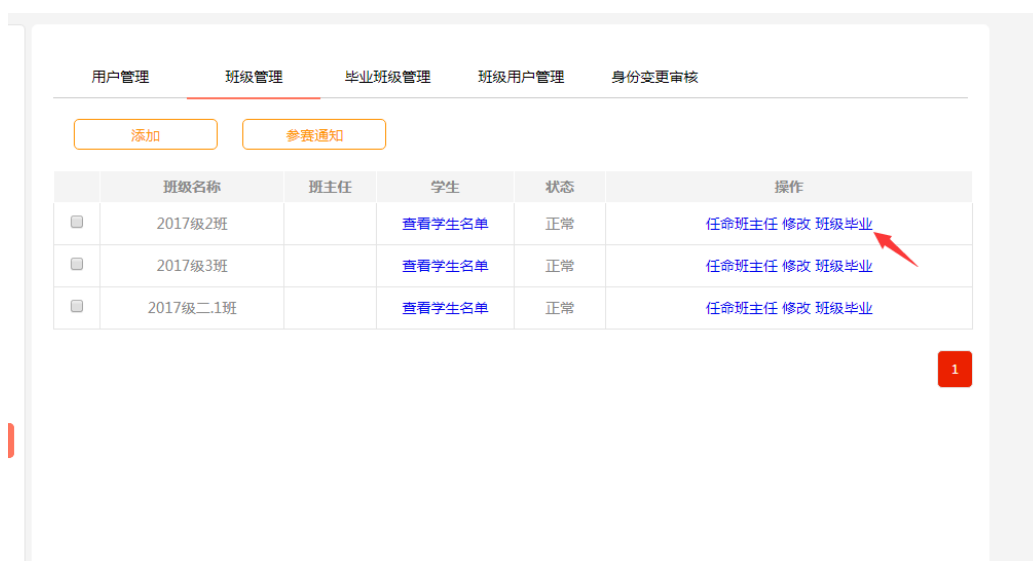 用户管理 班级管理 毕业班级管理 班级用户管理 身份变更审核
添加 参赛通知
班级名称 班主任 学生 状态 操作
2017级2班 查看学生名单 正常 任命班主任 修改 班级毕业
2017级3班 查看学生名单 正常 任命班主任 修改 班级毕业
2017级二.1班 查看学生名单 正常 任命班主任 修改 班级毕业
1